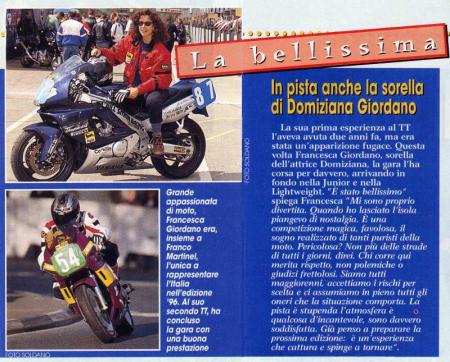 La bellissima
87
FOTO SOLDANO
54
FOTO SOLDANO
Grande
appassionata
di moto,
Francesca
Giordano era,
insieme a
Franco
Martinel,
l'unica a
rappresentare
l'Italia
nell'edizione
'96. Al suo
secondo TT, ha
concluso
la gara con
una buona
prestazione
In pista anche la sorella
di Domiziana Giordano
La sua prima esperienza al TT
l'aveva avuta due anni fa, ma era
stata un'apparizione fugace. Questa
volta Francesca Giordano, sorella
dell'attrice Domiziana, la gara l'ha
corsa per davvero, arrivando in
fondo nella Junior e nella
Lightweight. "È stato bellissimo"
spiega Francesca "Mi sono proprio
divertita. Quando ho lasciato l'isola
piangevo di nostalgia. È una
competizione magica, favolosa, il
sogno realizzato di tanti puristi della
moto. Pericolosa? Non più delle strade
di tutti i giorni, direi. Chi corre qui
merita rispetto, non polemiche o
giudizi frettolosi. Siamo tutti
maggiorenni, accettiamo i rischi per
scelta e ci assumiamo in pieno tutti gli
oneri che la situazione comporta. La
pista è stupenda l'atmosfera è
qualcosa d'incantevole, sono davvero
soddisfatta. Già penso a preparare la
prossima edizione: è un'esperienza
che cattura e spinge a tornare".